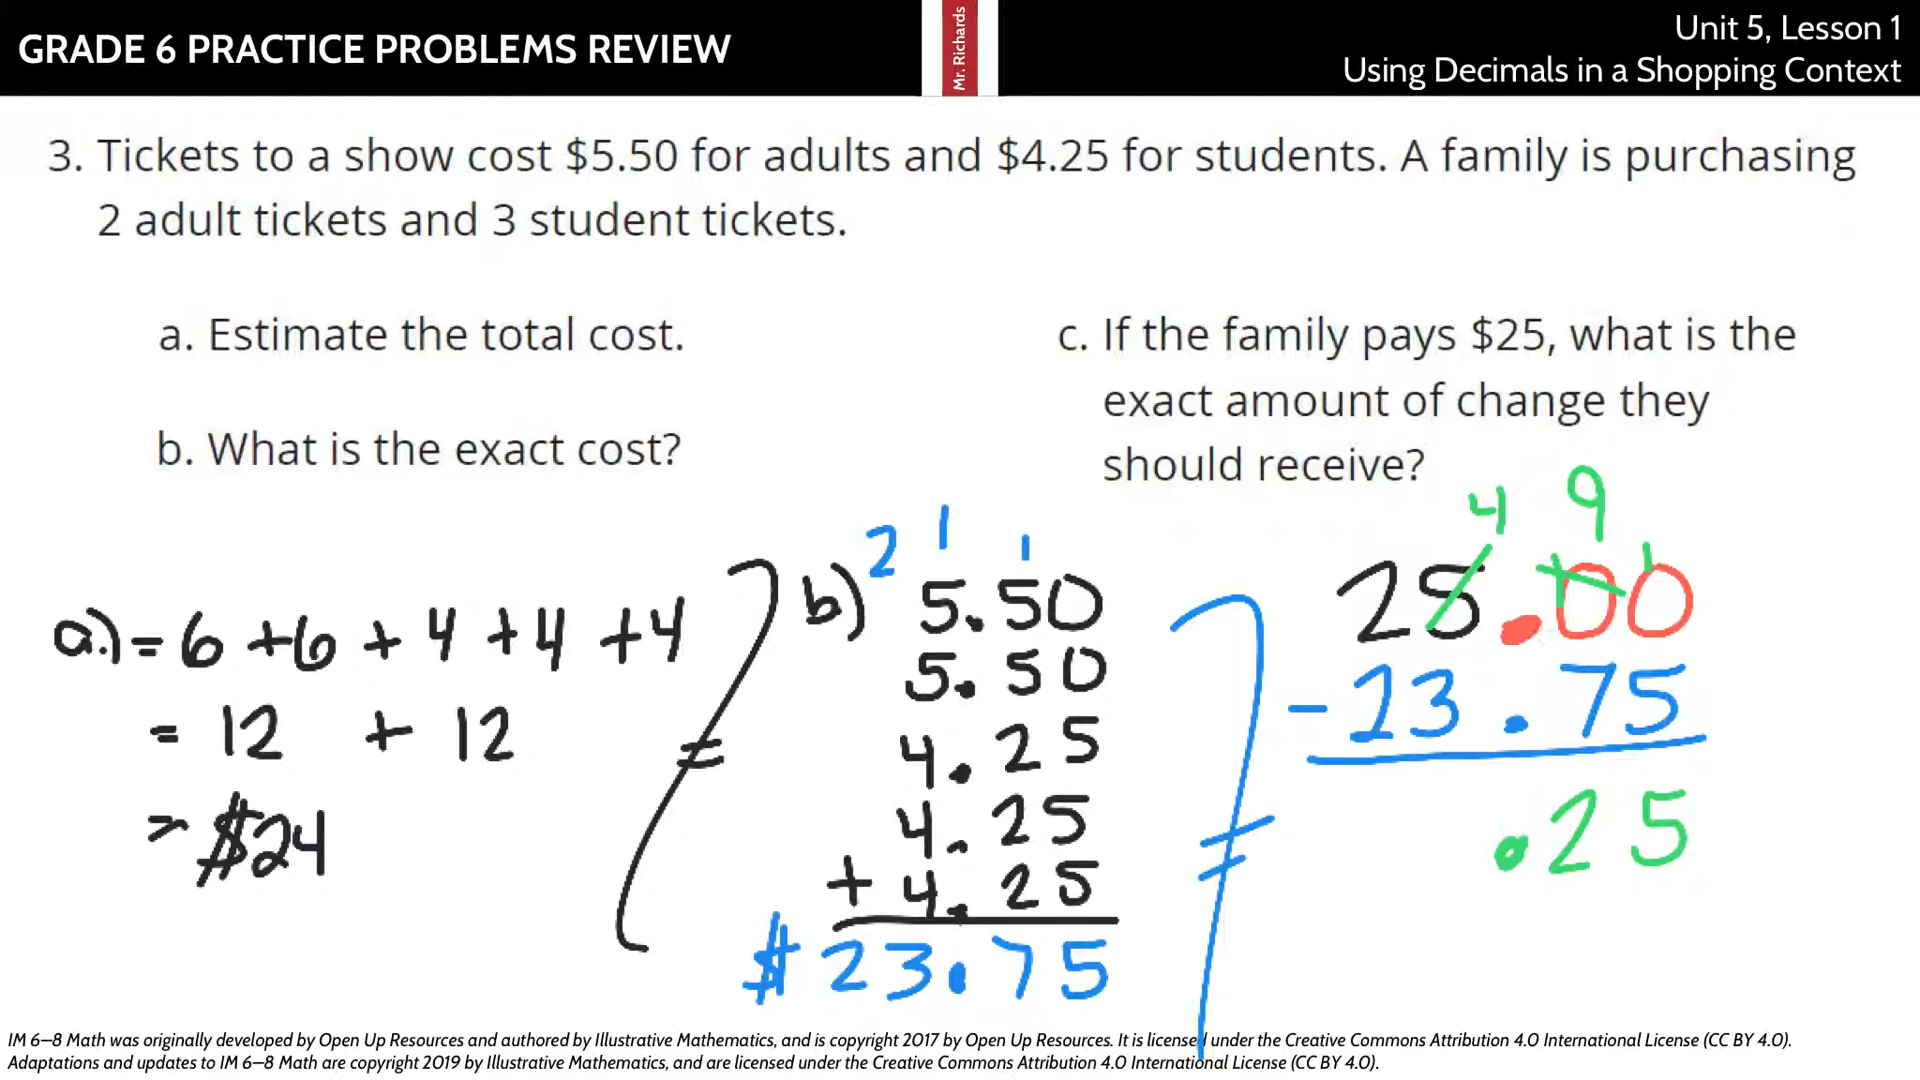 GRADE 6 PRACTICE PROBLEMS REVIEW
Mr. Richards
Unit 5, Lesson 1
Using Decimals in a Shopping Context
3. Tickets to a show cost $5.50 for adults and $4.25 for students. A family is purchasing
2 adult tickets and 3 student tickets.
a. Estimate the total cost.
b. What is the exact cost?
c. If the family pays $25, what is the
exact amount of change they
should receive?
a.) = 6 + 6 + 4 + 4 + 4
= 12 + 12
= $24
2 1 1
b) 5.50
5.50
4.25
4.25
+ 4.25
$23.75
4 9
1
25.00
- 23.75
.25
IM 6–8 Math was originally developed by Open Up Resources and authored by Illustrative Mathematics, and is copyright 2017 by Open Up Resources. It is licensed under the Creative Commons Attribution 4.0 International License (CC BY 4.0).
Adaptations and updates to IM 6–8 Math are copyright 2019 by Illustrative Mathematics, and are licensed under the Creative Commons Attribution 4.0 International License (CC BY 4.0).